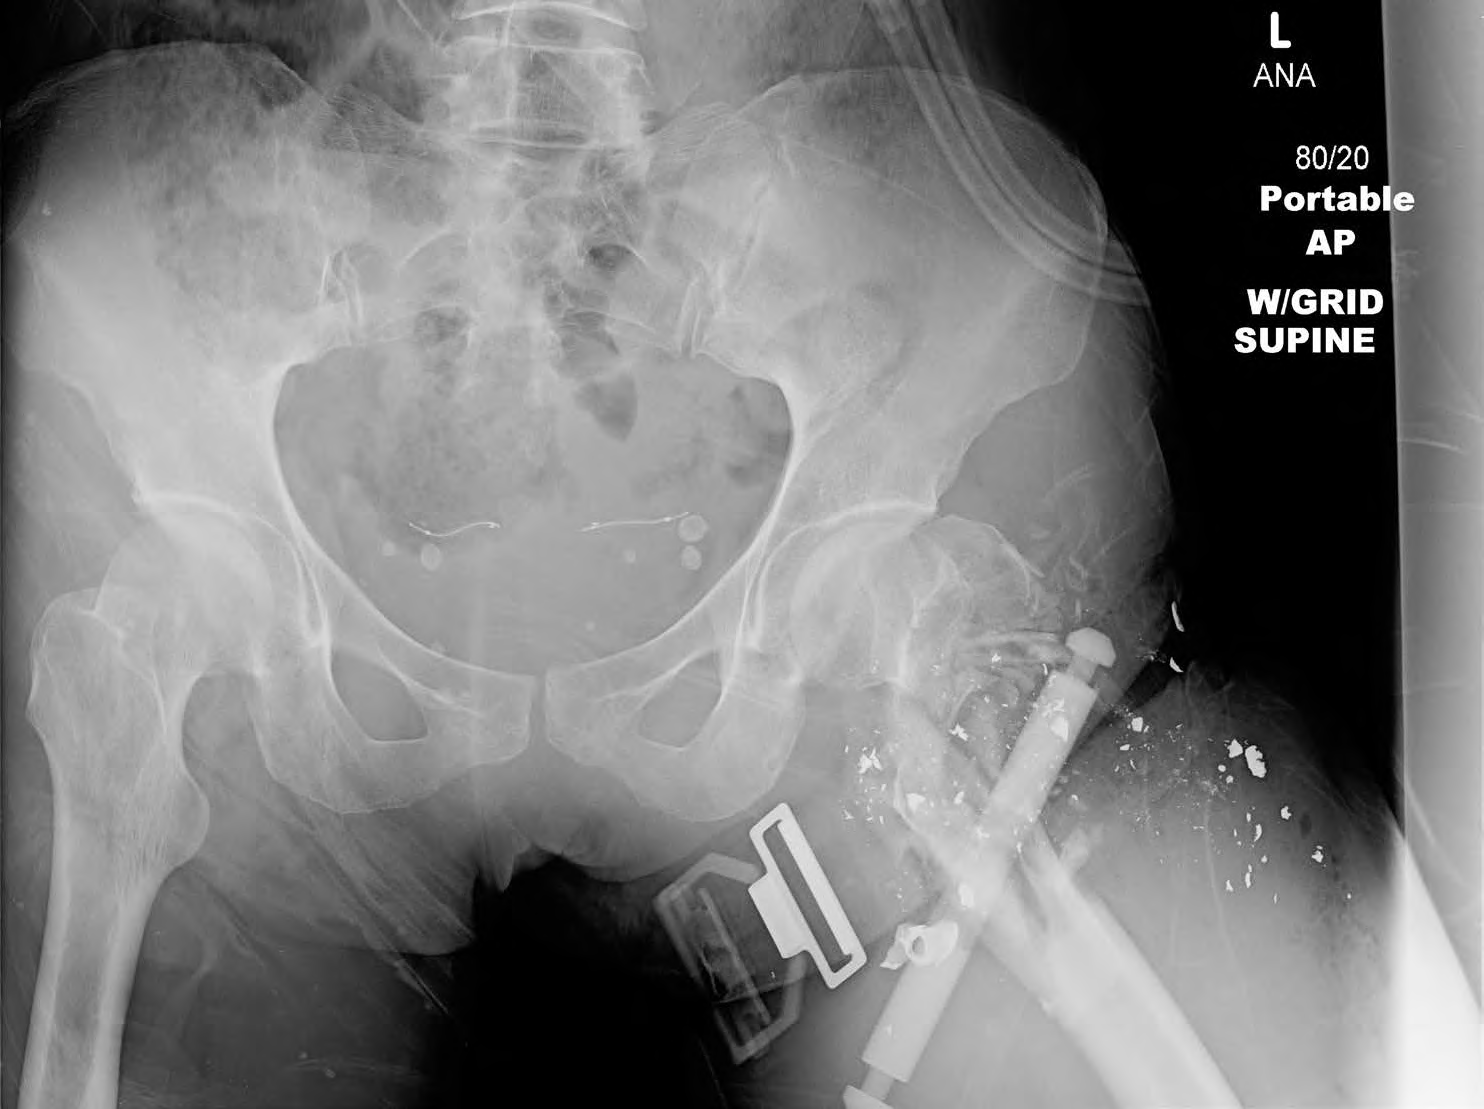 L
ANA
80/20
Portable
AP
W/GRID
SUPINE